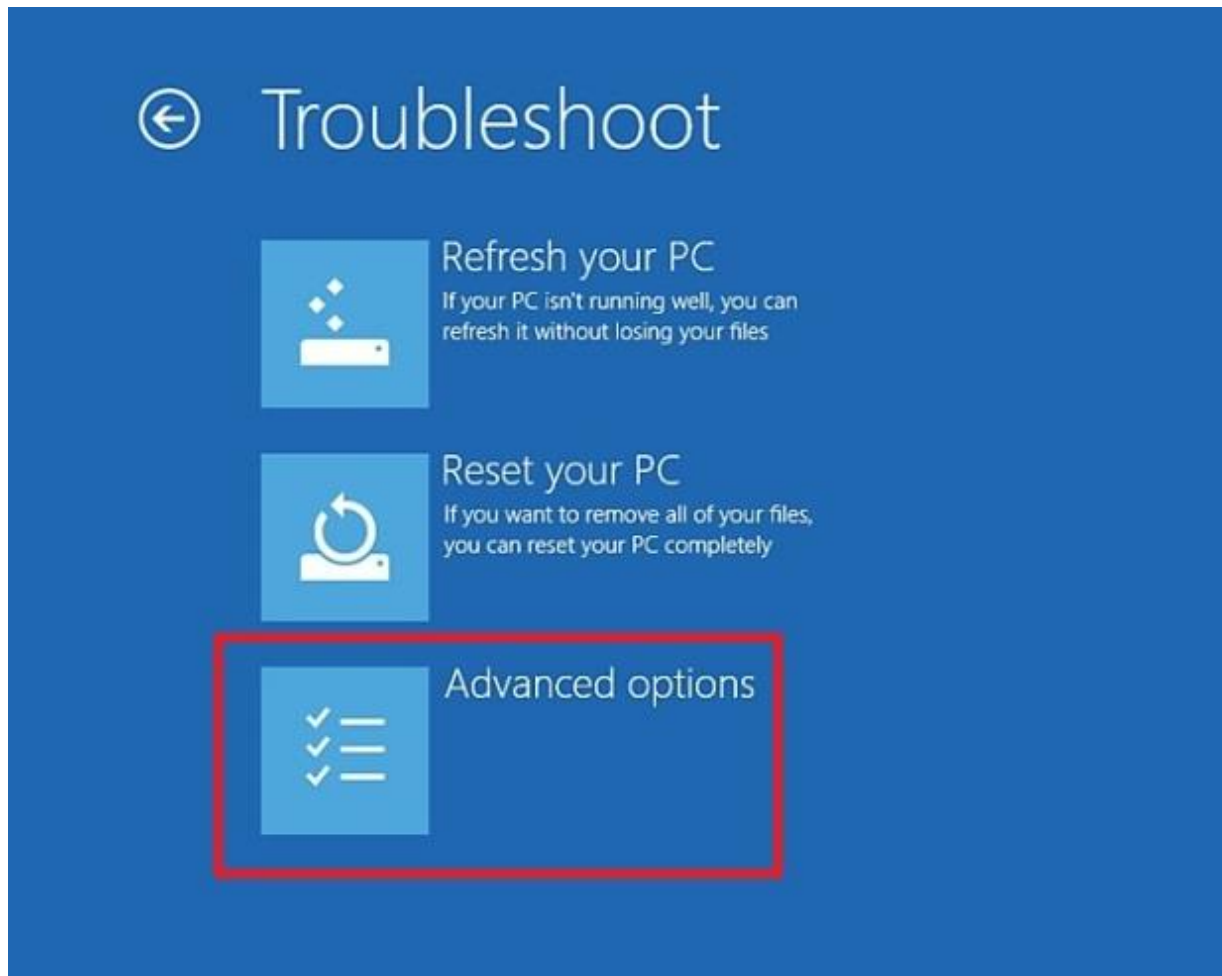 Troubleshoot
Refresh your PC
If your PC isn't running well, you can
refresh it without losing your files
Reset your PC
If you want to remove all of your files,
you can reset your PC completely
Advanced options